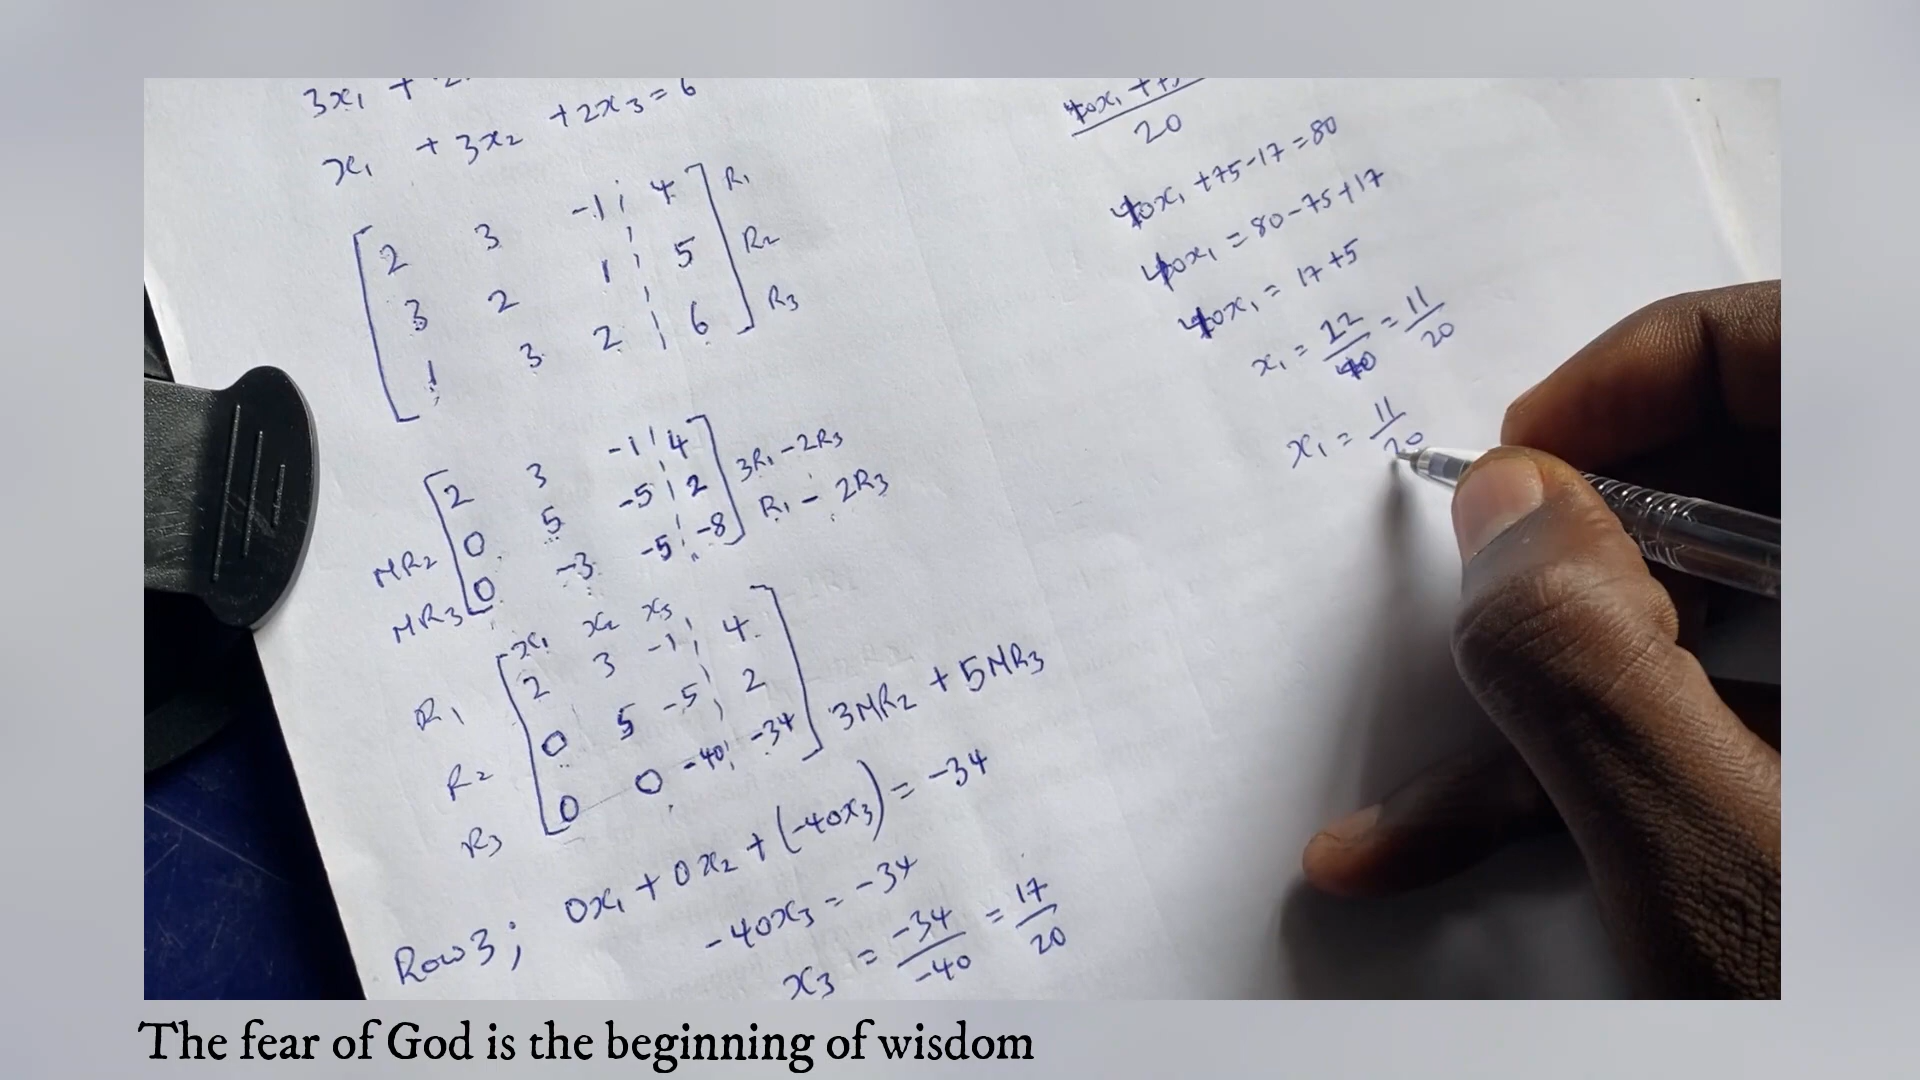 3x₁ + 2
x₁ + 3x₂ + 2x₃ = 6
[2 3 -1 ¦ 4] R₁
[3 2 1 ¦ 5] R₂
[1 3 2 ¦ 6] R₃
[2 3 -1 ¦ 4]
MR₂ [0 5 -5 ¦ 2] 3R₁ - 2R₃
MR₃ [0 -3 -5 ¦ -8] R₁ - 2R₃
x₁ x₂ x₃
R₁ [2 3 -1 ¦ 4]
R₂ [0 5 -5 ¦ 2]
R₃ [0 0 -40 ¦ -34] 3MR₂ + 5MR₃
Row 3; 0x₁ + 0x₂ + (-40x₃) = -34
-40x₃ = -34
x₃ = -34/-40 = 17/20
40x₁ + 75
20
40x₁ + 75 - 17 = 80
40x₁ = 80 - 75 + 17
40x₁ = 17 + 5
x₁ = 22/40 = 11/20
x₁ = 11/20
The fear of God is the beginning of wisdom